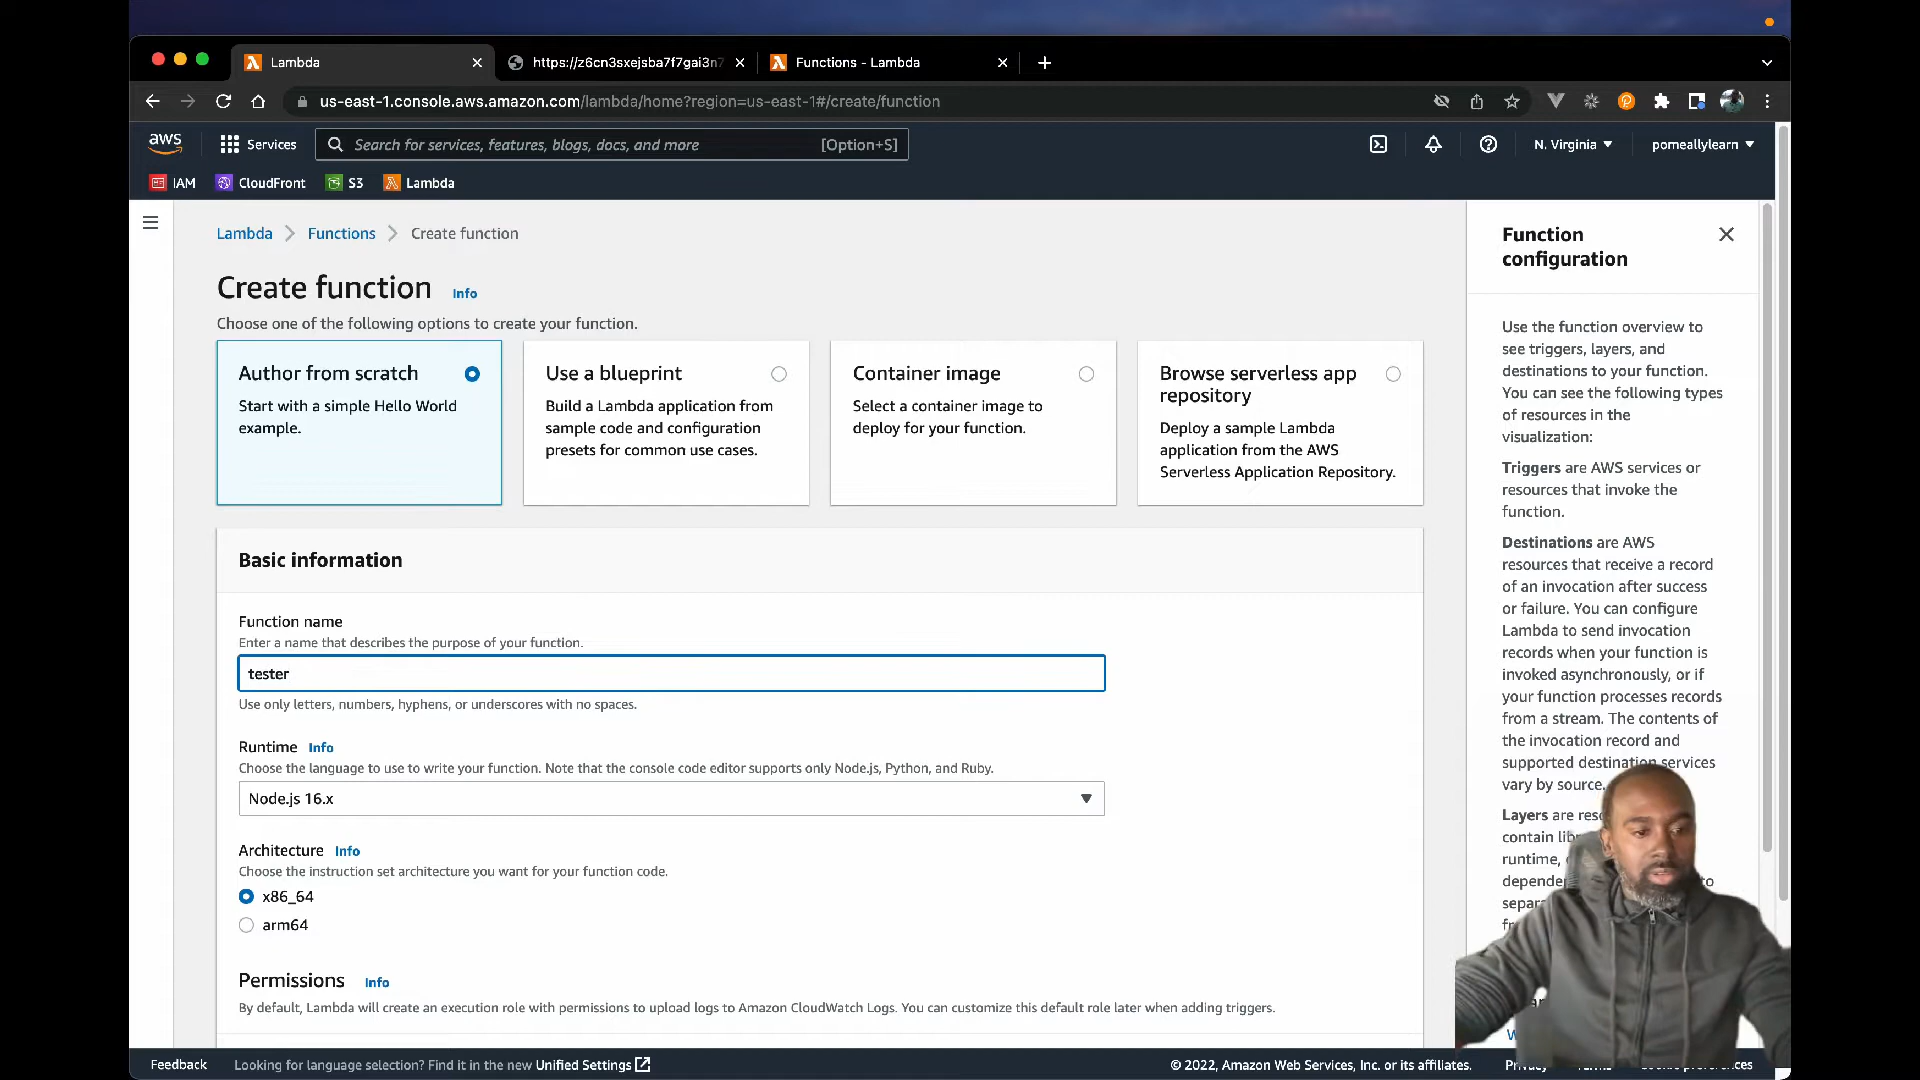 Lambda
https://z6cn3sxejsba7f7gai3n7
Functions - Lambda
us-east-1.console.aws.amazon.com/lambda/home?region=us-east-1#/create/function
aws
Services
Search for services, features, blogs, docs, and more
[Option+S]
N. Virginia
pomeallylearn
IAM
CloudFront
S3
Lambda
Lambda
Functions
Create function
Create function Info
Choose one of the following options to create your function.
Author from scratch
Start with a simple Hello World
example.
Use a blueprint
Build a Lambda application from
sample code and configuration
presets for common use cases.
Container image
Select a container image to
deploy for your function.
Browse serverless app
repository
Deploy a sample Lambda
application from the AWS
Serverless Application Repository.
Basic information
Function name
Enter a name that describes the purpose of your function.
tester
Use only letters, numbers, hyphens, or underscores with no spaces.
Runtime Info
Choose the language to use to write your function. Note that the console code editor supports only Node.js, Python, and Ruby.
Node.js 16.x
Architecture Info
Choose the instruction set architecture you want for your function code.
x86_64
arm64
Permissions Info
By default, Lambda will create an execution role with permissions to upload logs to Amazon CloudWatch Logs. You can customize this default role later when adding triggers.
Function
configuration
Use the function overview to
see triggers, layers, and
destinations to your function.
You can see the following types
of resources in the
visualization:
Triggers are AWS services or
resources that invoke the
function.
Destinations are AWS
resources that receive a record
of an invocation after success
or failure. You can configure
Lambda to send invocation
records when your function is
invoked asynchronously, or if
your function processes records
from a stream. The contents of
the invocation record and
supported destination services
vary by source.
Layers are
contain
runtime,
to
Feedback
Looking for language selection? Find it in the new Unified Settings
© 2022, Amazon Web Services, Inc. or its affiliates.